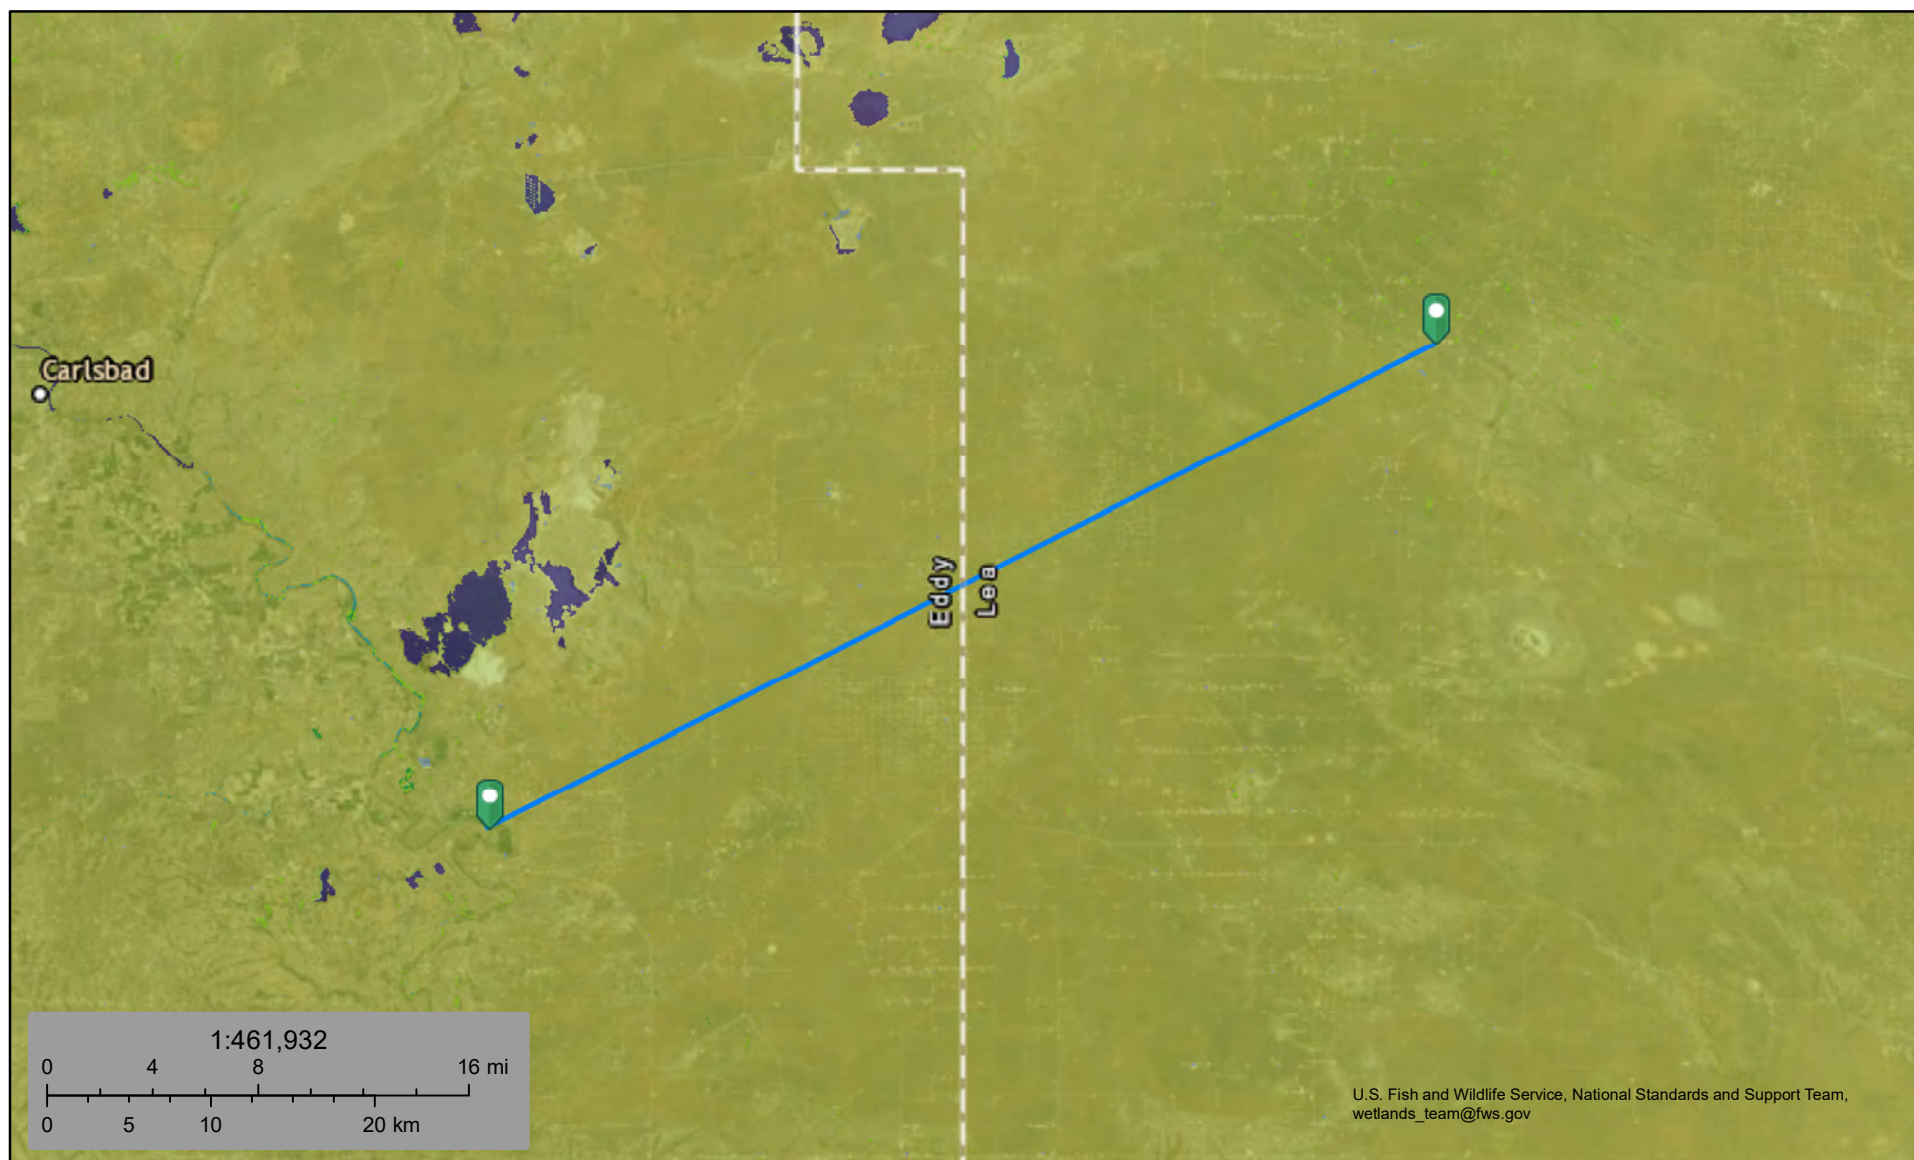 Carlsbad
Eddy
Lea
1:461,932
0 4 8 16 mi
0 5 10 20 km
U.S. Fish and Wildlife Service, National Standards and Support Team,
wetlands_team@fws.gov